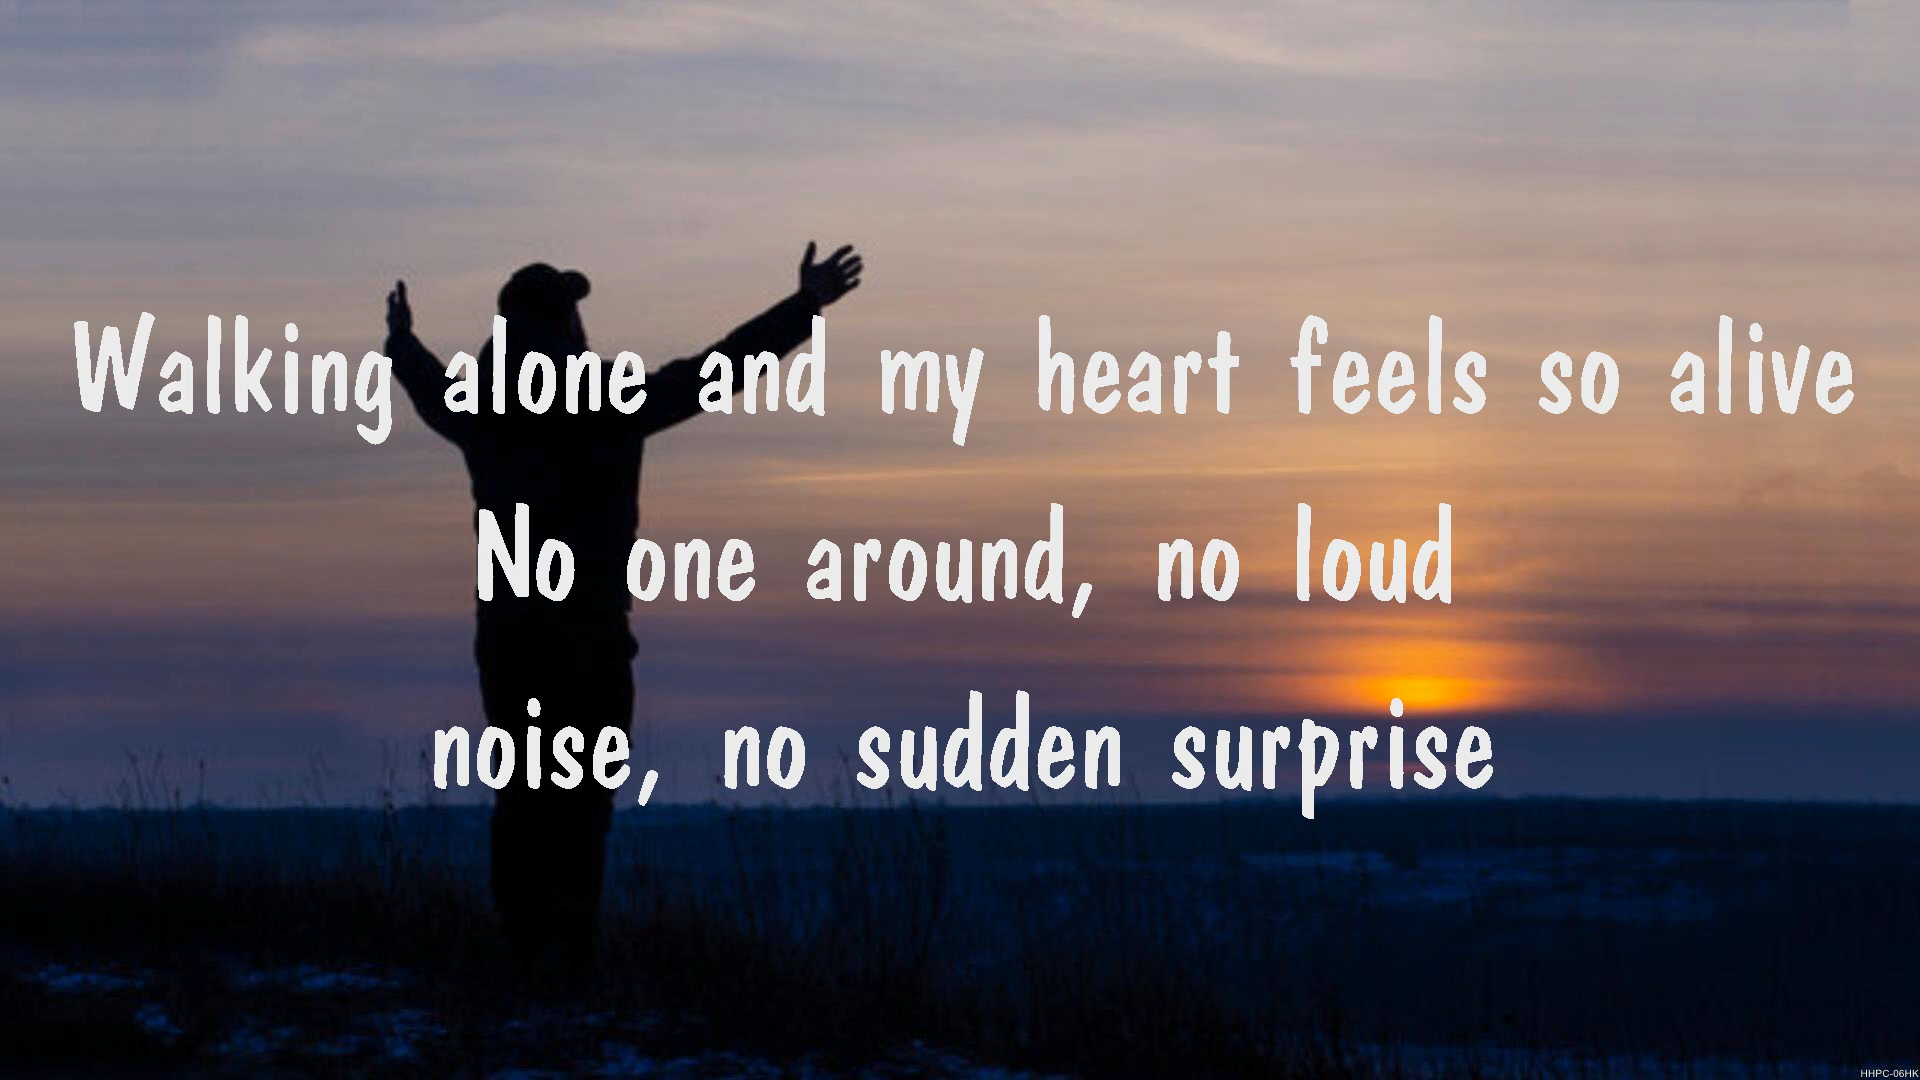 Walking alone and my heart feels so alive
No one around, no loud
noise, no sudden surprise
HHPC-06HK